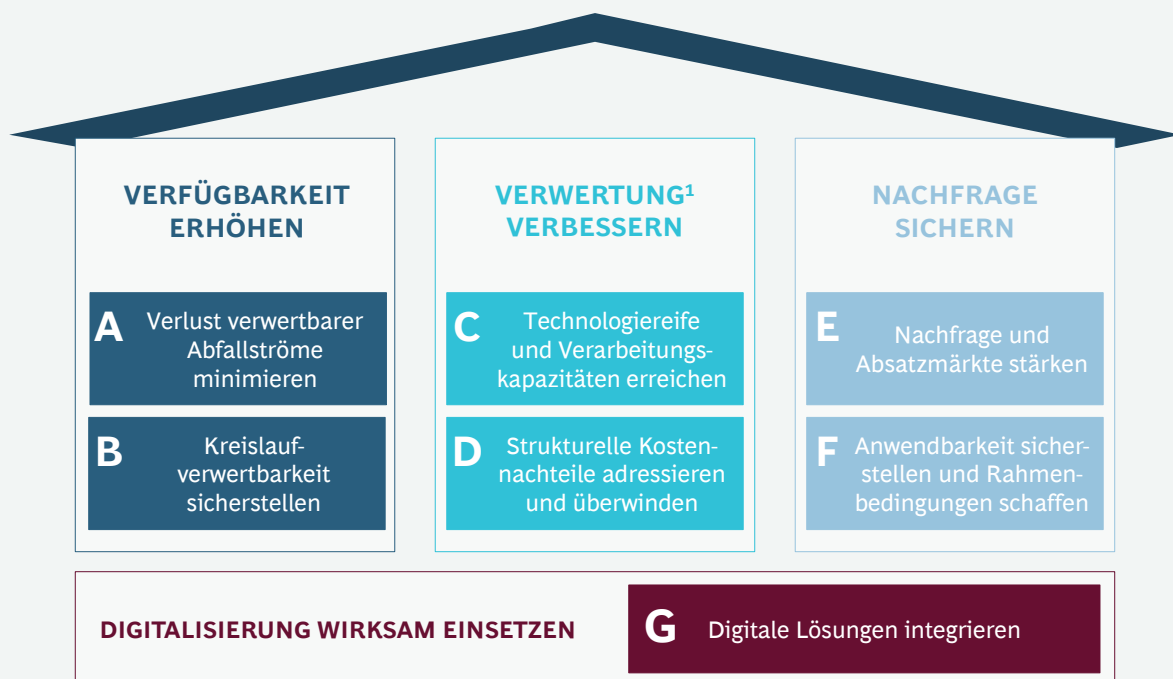 VERFÜGBARKEIT
ERHÖHEN
A
Verlust verwertbarer
Abfallströme
minimieren
B
Kreislauf-
verwertbarkeit
sicherstellen
VERWERTUNG¹
VERBESSERN
C
Technologiereife
und Verarbeitungs-
kapazitäten erreichen
D
Strukturelle Kosten-
nachteile adressieren
und überwinden
NACHFRAGE
SICHERN
E
Nachfrage und
Absatzmärkte stärken
F
Anwendbarkeit sicher-
stellen und Rahmen-
bedingungen schaffen
DIGITALISIERUNG WIRKSAM EINSETZEN
G
Digitale Lösungen integrieren